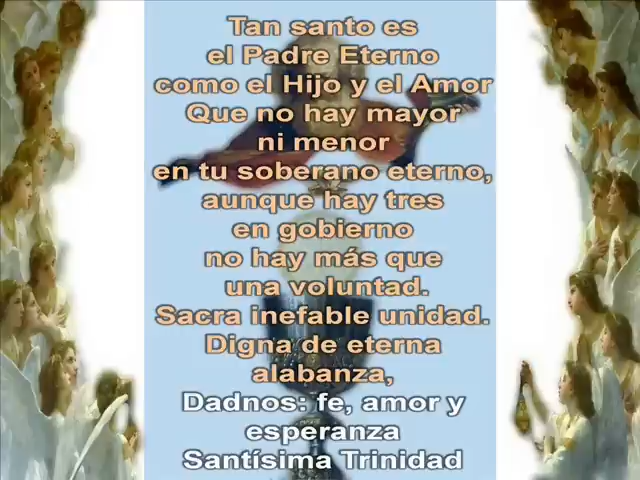 Tan santo es
el Padre Eterno
como el Hijo y el Amor
Que no hay mayor
ni menor
en tu soberano eterno,
aunque hay tres
en gobierno
no hay más que
una voluntad.
Sacra inefable unidad.
Digna de eterna
alabanza,
Dadnos: fe, amor y
esperanza
Santísima Trinidad